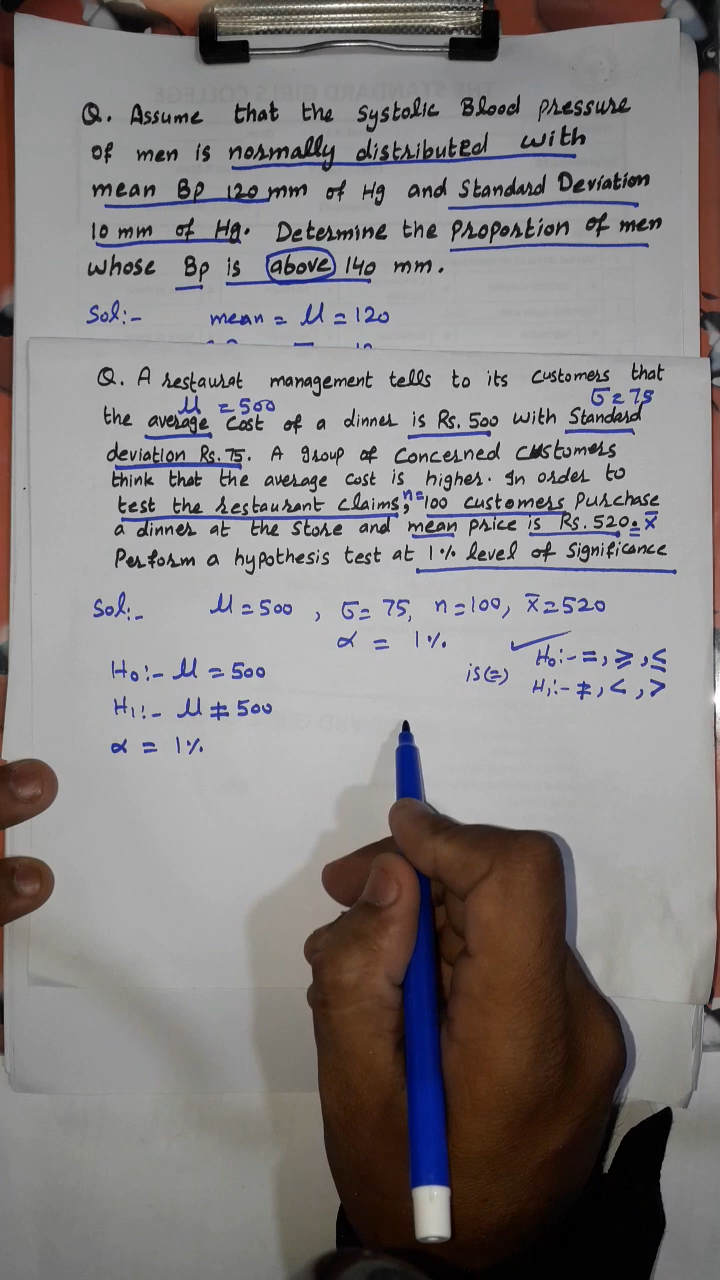 Q. Assume that the Systolic Blood pressure
of men is normally distributed with
mean Bp 120 mm of Hg and Standard Deviation
10 mm of Hg. Determine the proportion of men
whose Bp is above 140 mm.
Sol:- mean = μ = 120
Q. A restaurat management tells to its customers that
μ = 500 σ = 75
the average cost of a dinner is Rs. 500 with Standard
deviation Rs. 75. A group of concerned customers
think that the average cost is higher. In order to
test the restaurant claims, n= 100 customers purchase
a dinner at the store and mean price is Rs. 520. = x̄
Perform a hypothesis test at 1% level of Significance
Sol:- μ = 500 , σ = 75, n = 100, x̄ = 520
α = 1%
H₀:- μ = 500
is (=) H₀:- =, ≥, ≤
H₁:- μ ≠ 500
H₁:- ≠, <, >
α = 1%